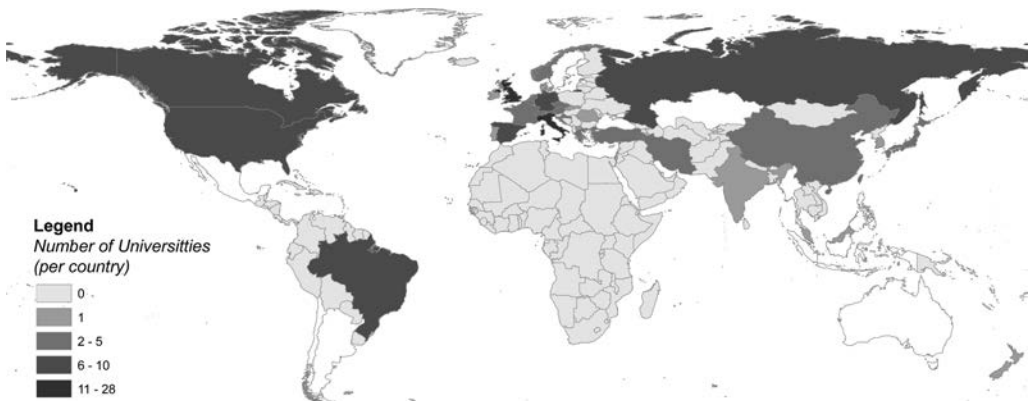 Legend
Number of Universitties
(per country)
0
1
2 - 5
6 - 10
11 - 28